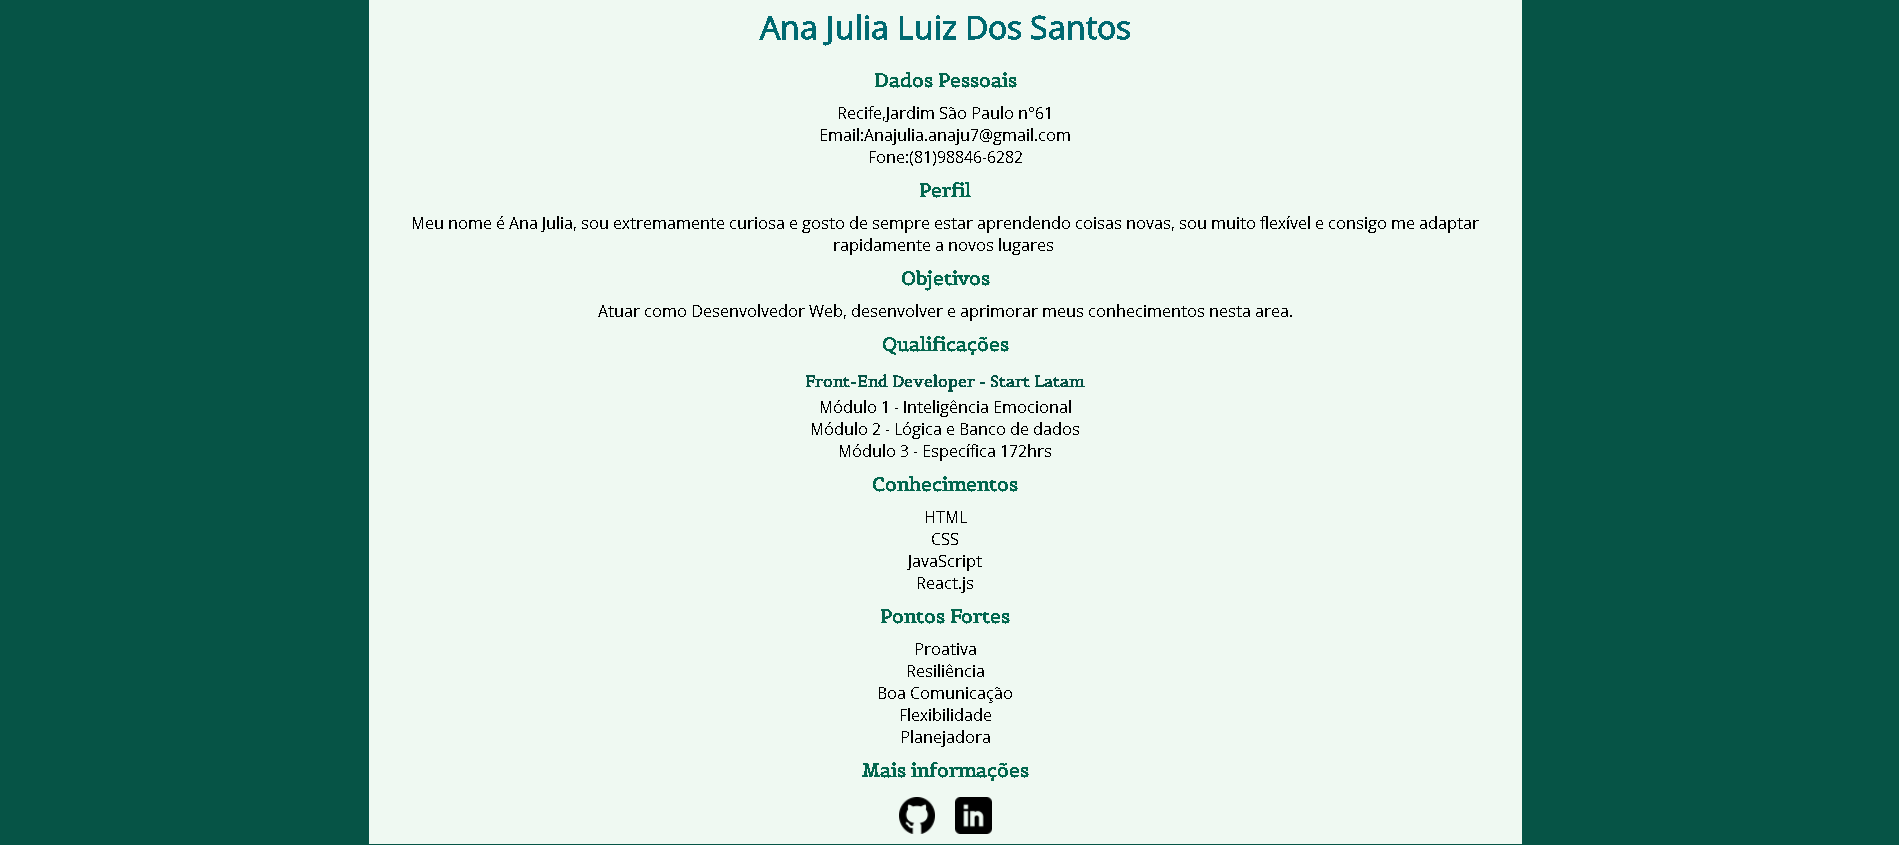 Ana Julia Luiz Dos Santos
Dados Pessoais
Recife,Jardim São Paulo nº61
Email:Anajulia.anaju7@gmail.com
Fone:(81)98846-6282
Perfil
Meu nome é Ana Julia, sou extremamente curiosa e gosto de sempre estar aprendendo coisas novas, sou muito flexível e consigo me adaptar
rapidamente a novos lugares
Objetivos
Atuar como Desenvolvedor Web, desenvolver e aprimorar meus conhecimentos nesta area.
Qualificações
Front-End Developer - Start Latam
Módulo 1 - Inteligência Emocional
Módulo 2 - Lógica e Banco de dados
Módulo 3 - Específica 172hrs
Conhecimentos
HTML
CSS
JavaScript
React.js
Pontos Fortes
Proativa
Resiliência
Boa Comunicação
Flexibilidade
Planejadora
Mais informações
in